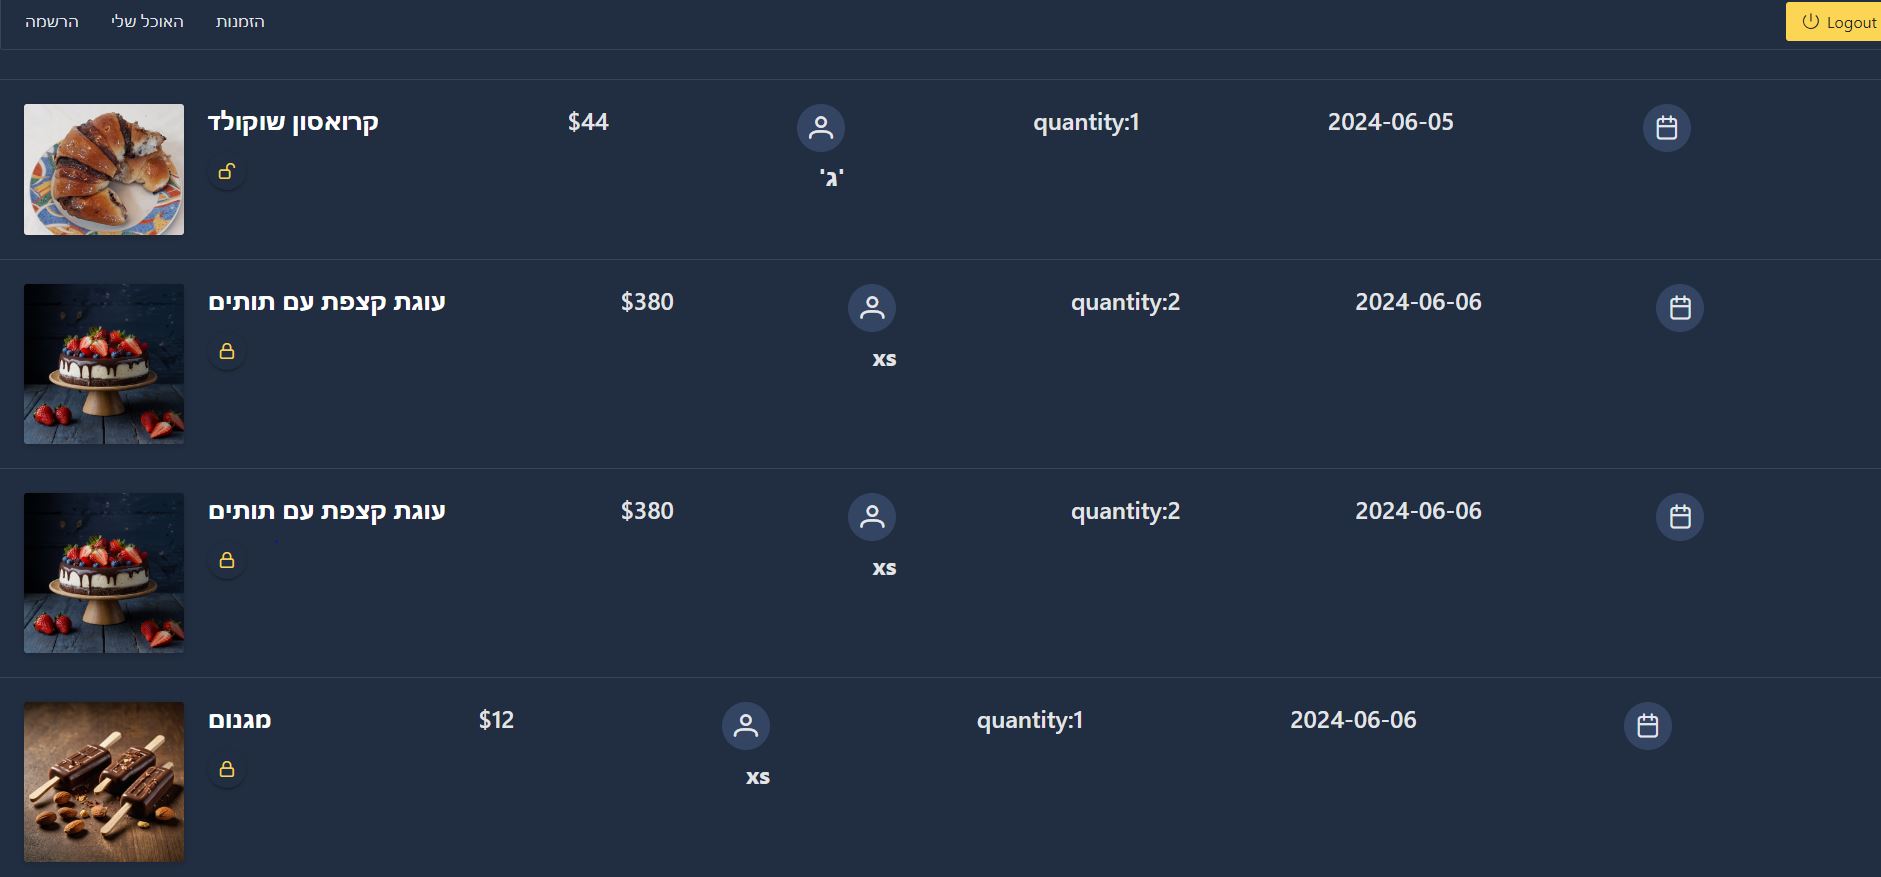 הרשמה
האוכל שלי
הזמנות
Logout
קרואסון שוקולד
$44
quantity:1
2024-06-05
'ג'
עוגת קצפת עם תותים
$380
quantity:2
2024-06-06
xs
עוגת קצפת עם תותים
$380
quantity:2
2024-06-06
xs
מגנום
$12
quantity:1
2024-06-06
xs